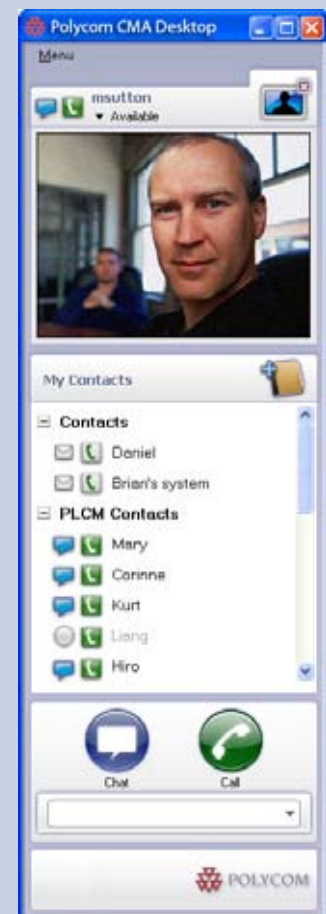 Polycom CMA Desktop
Menu
msutton
Available
My Contacts
Contacts
Daniel
Brian's system
PLCM Contacts
Mary
Corinne
Kurt
Liang
Hiro
Chat
Call
POLYCOM